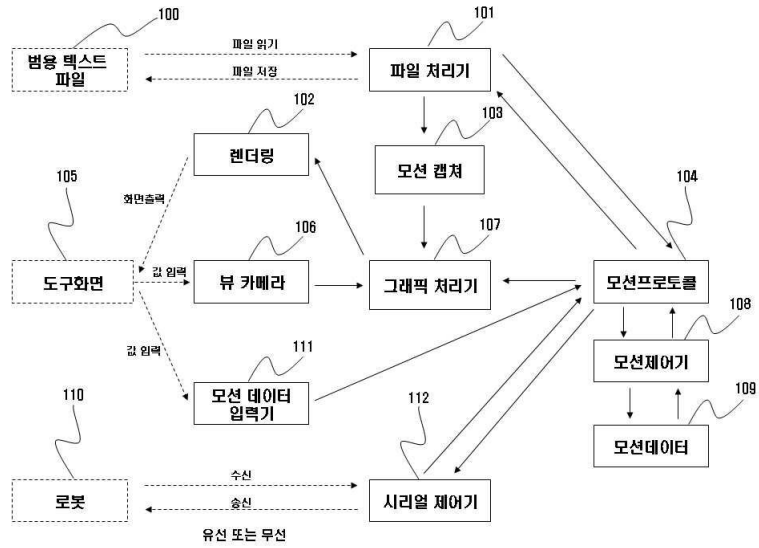 100
범용 텍스트
파일
파일 읽기
파일 저장
101
파일 처리기
102
렌더링
103
모션 캡쳐
104
모션프로토콜
105
도구화면
화면출력
값 입력
106
뷰 카메라
107
그래픽 처리기
108
모션제어기
값 입력
111
모션 데이터
입력기
109
모션데이터
110
로봇
수신
송신
유선 또는 무선
112
시리얼 제어기